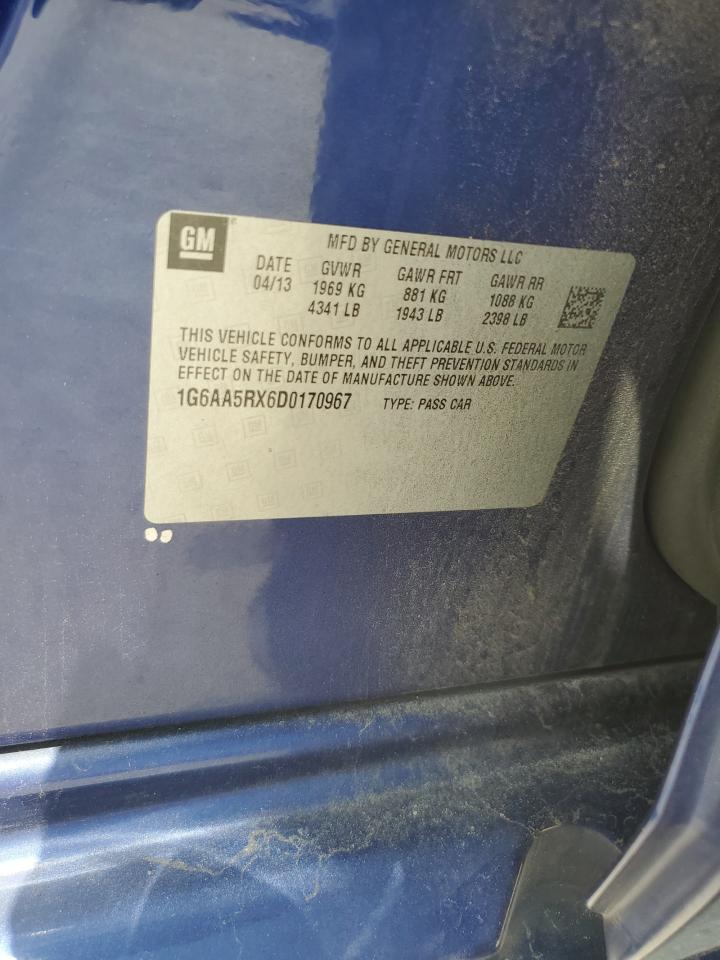 GM
MFD BY GENERAL MOTORS LLC
DATE GVWR GAWR FRT GAWR RR
04/13 1969 KG 881 KG 1088 KG
4341 LB 1943 LB 2398 LB
THIS VEHICLE CONFORMS TO ALL APPLICABLE U.S. FEDERAL MOTOR
VEHICLE SAFETY, BUMPER, AND THEFT PREVENTION STANDARDS IN
EFFECT ON THE DATE OF MANUFACTURE SHOWN ABOVE.
1G6AA5RX6D0170967 TYPE: PASS CAR